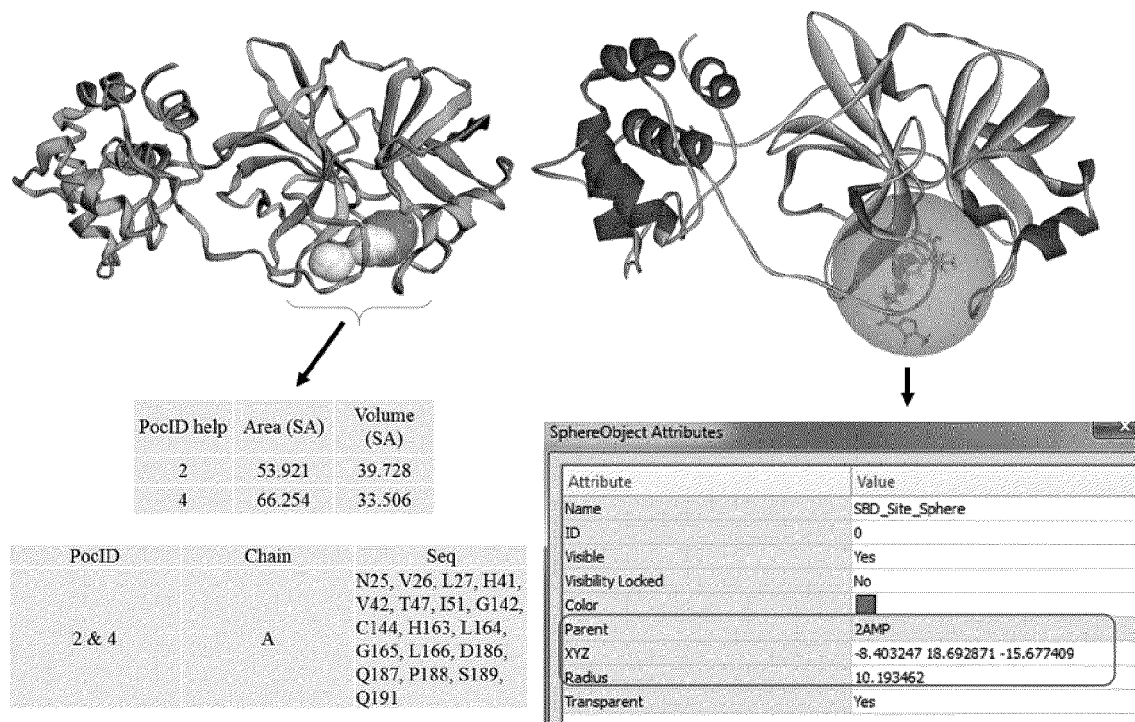 PocID help Area (SA) Volume
(SA)
2 53.921 39.728
4 66.254 33.506
PocID Chain Seq
N25, V26, L27, H41,
V42, T47, I51, G142,
C144, H163, L164,
2 & 4 A G165, L166, D186,
Q187, P188, S189,
Q191
SphereObject Attributes
Attribute Value
Name SBD_Site_Sphere
ID 0
Visible Yes
Visibility Locked No
Color
Parent 2AMP
XYZ -8.403247 18.692871 -15.677409
Radius 10.193462
Transparent Yes